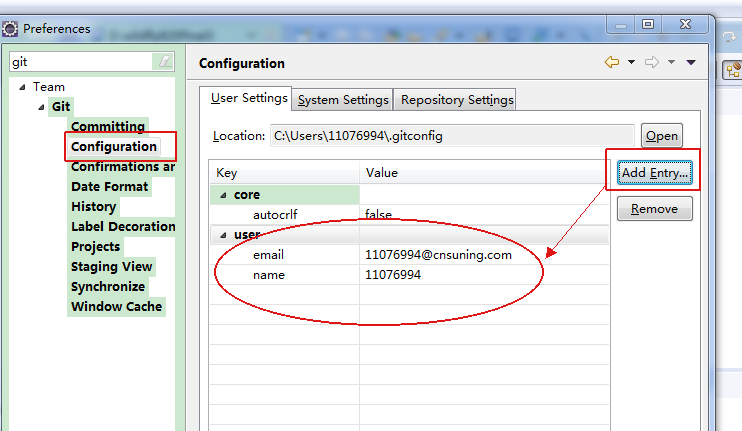 Preferences
git
Team
Git
Committing
Configuration
Confirmations an
Date Format
History
Label Decoration
Projects
Staging View
Synchronize
Window Cache
Configuration
User Settings System Settings Repository Settings
Location: C:\Users\11076994\.gitconfig Open
Key Value
core
autocrlf false
user
email 11076994@cnsuning.com
name 11076994
Add Entry...
Remove